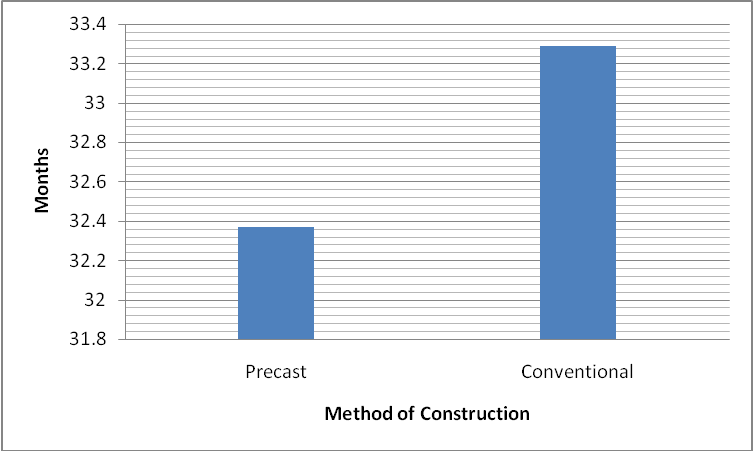 33.4
33.2
33
32.8
32.6
32.4
32.2
32
31.8
Months
Precast
Conventional
Method of Construction